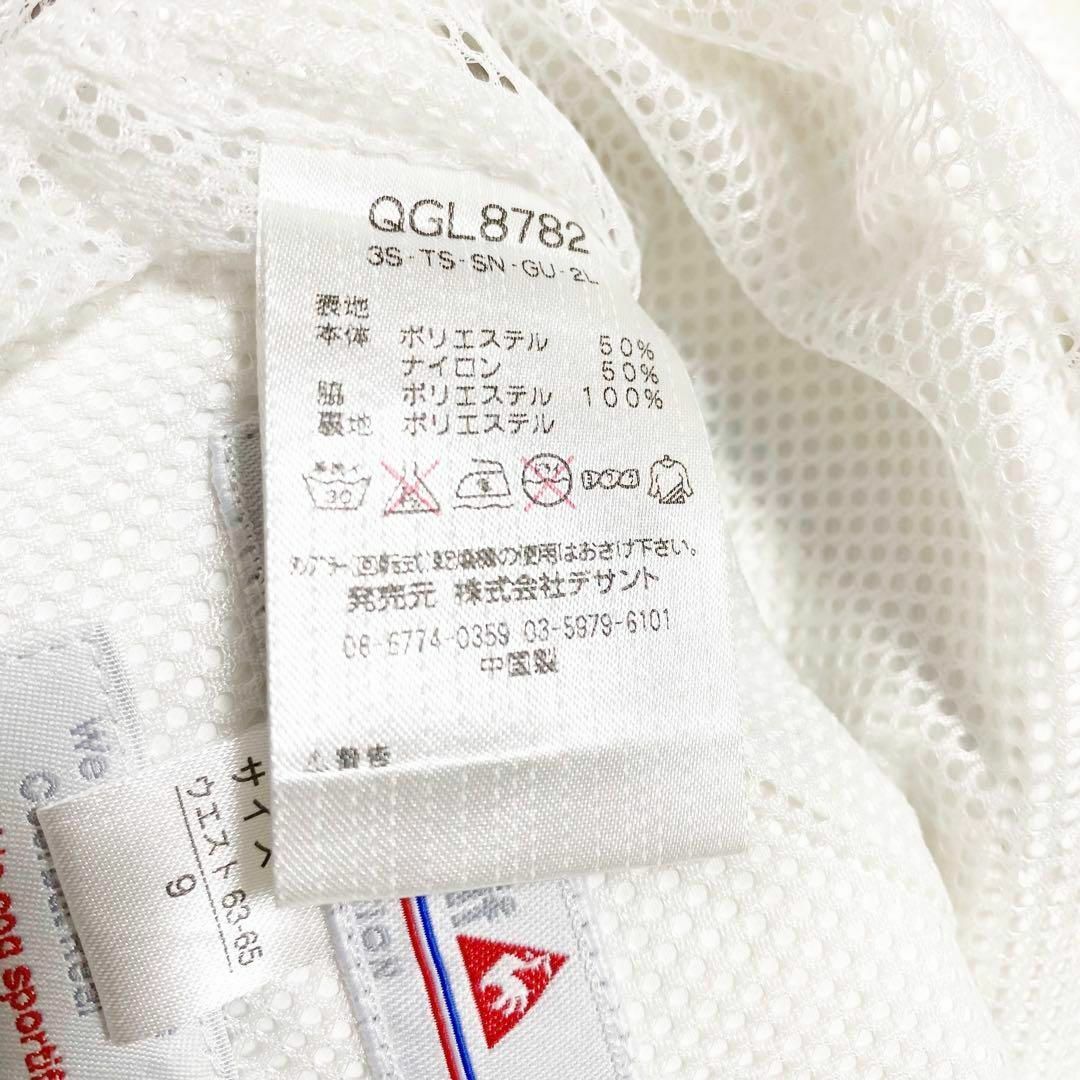 QGL8782
3S-TS-SN-GU-2L
表地
本体 ポリエステル 50%
ナイロン 50%
脇 ポリエステル 100%
裏地 ポリエステル
30
タンブラー(回転式)乾燥機の使用はおさけ下さい。
発売元 株式会社デサント
06-6774-0359 03-5979-6101
中国製
警告
サイズ
ウエスト 63-65
9
We